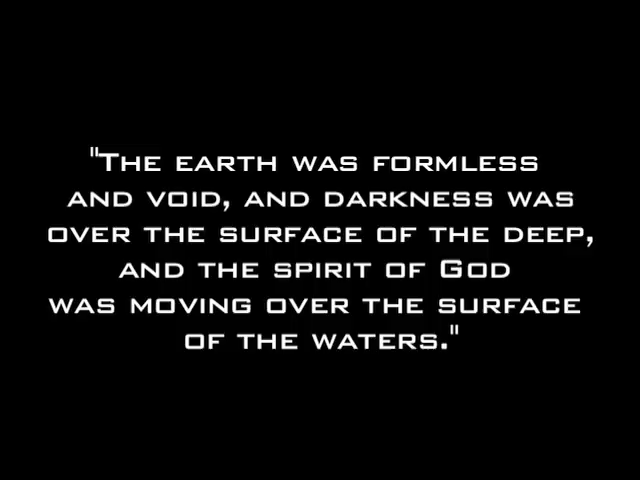 "The earth was formless
and void, and darkness was
over the surface of the deep,
and the spirit of God
was moving over the surface
of the waters."